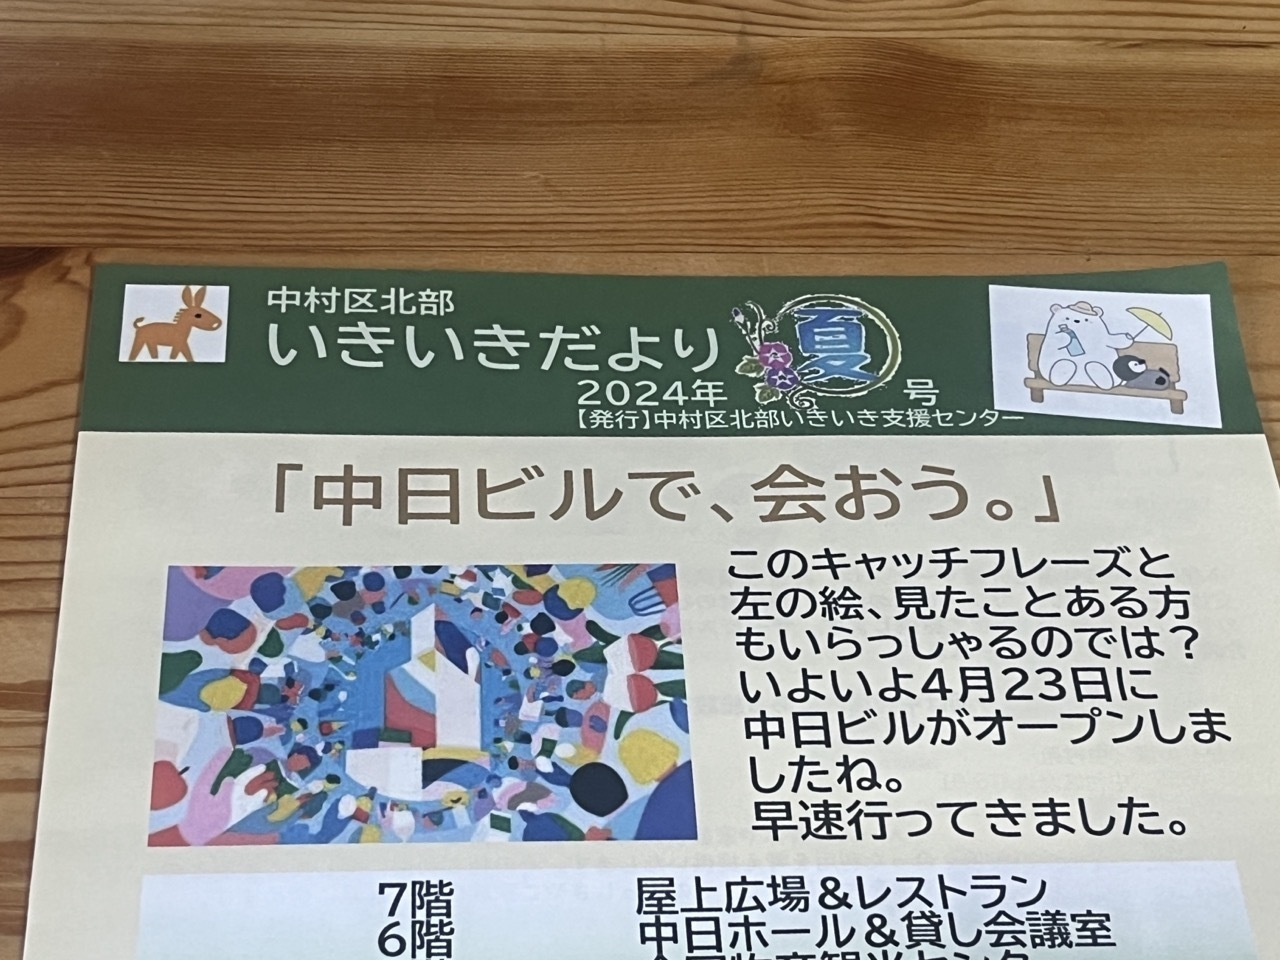 中村区北部
いきいきだより 夏
2024年 号
【発行】中村区北部いきいき支援センター
「中日ビルで、会おう。」
このキャッチフレーズと
左の絵、見たことある方
もいらっしゃるのでは？
いよいよ4月23日に
中日ビルがオープンしま
したね。
早速行ってきました。
7階 屋上広場＆レストラン
6階 中日ホール＆貸し会議室